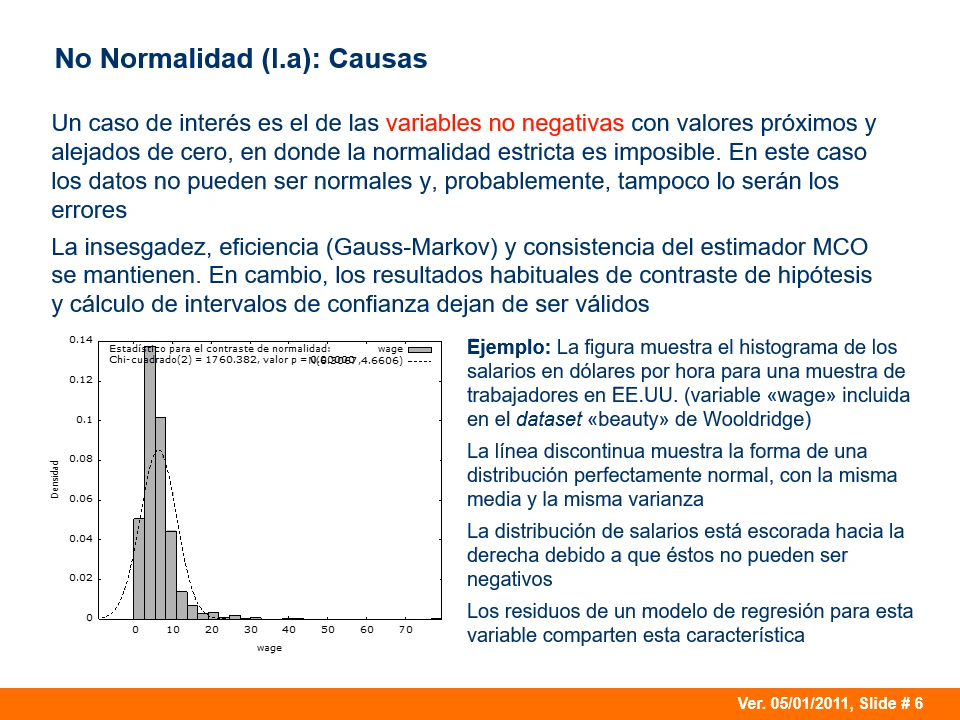 No Normalidad (I.a): Causas
Un caso de interés es el de las variables no negativas con valores próximos y
alejados de cero, en donde la normalidad estricta es imposible. En este caso
los datos no pueden ser normales y, probablemente, tampoco lo serán los
errores
La insesgadez, eficiencia (Gauss-Markov) y consistencia del estimador MCO
se mantienen. En cambio, los resultados habituales de contraste de hipótesis
y cálculo de intervalos de confianza dejan de ser válidos
Estadístico para el contraste de normalidad:
Chi-cuadrado(2) = 1760.382, valor p =
wage
0.14
0.12
0.1
0.08
0.06
0.04
0.02
0
Densidad
0 10 20 30 40 50 60 70
wage
Ejemplo: La figura muestra el histograma de los
salarios en dólares por hora para una muestra de
trabajadores en EE.UU. (variable «wage» incluida
en el dataset «beauty» de Wooldridge)
La línea discontinua muestra la forma de una
distribución perfectamente normal, con la misma
media y la misma varianza
La distribución de salarios está escorada hacia la
derecha debido a que éstos no pueden ser
negativos
Los residuos de un modelo de regresión para esta
variable comparten esta característica
Ver. 05/01/2011, Slide # 6